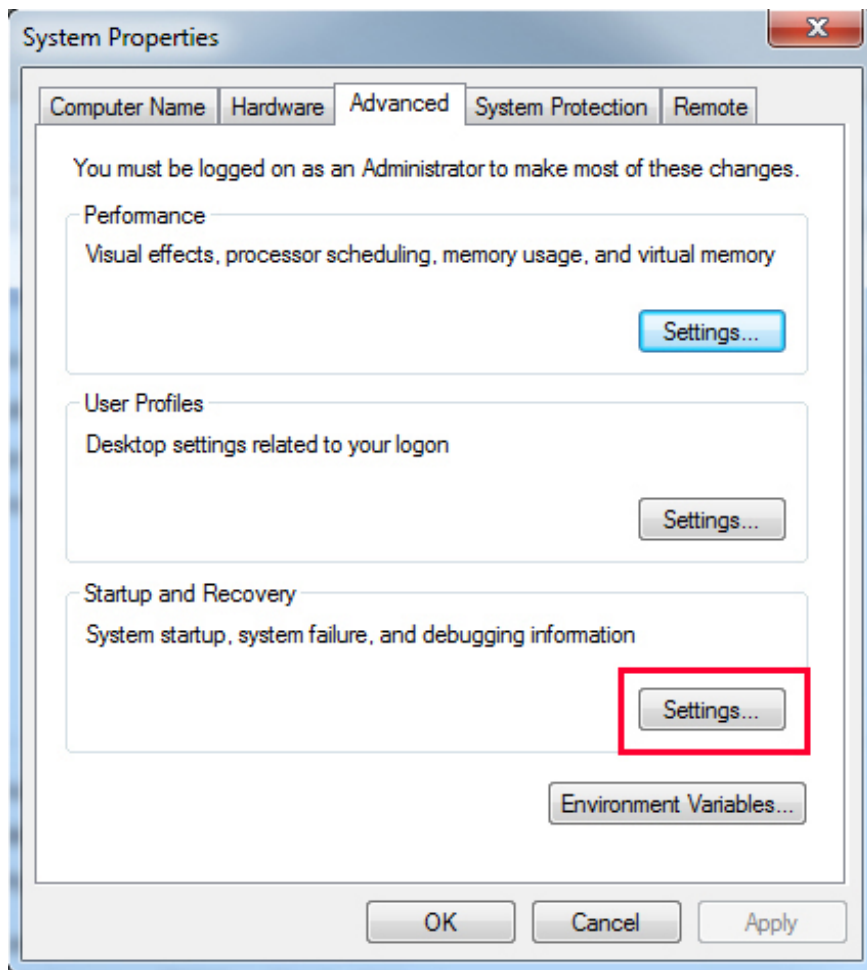 System Properties
Computer Name Hardware Advanced System Protection Remote
You must be logged on as an Administrator to make most of these changes.
Performance
Visual effects, processor scheduling, memory usage, and virtual memory
Settings...
User Profiles
Desktop settings related to your logon
Settings...
Startup and Recovery
System startup, system failure, and debugging information
Settings...
Environment Variables...
OK Cancel Apply